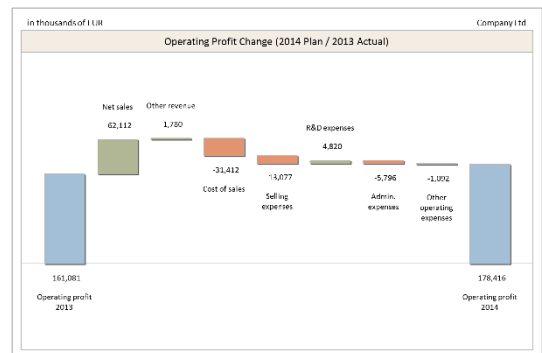 in thousands of EUR
Company Ltd
Operating Profit Change (2014 Plan / 2013 Actual)
Net sales
62,112
Other revenue
1,780
-31,412
Cost of sales
-13,077
Selling
expenses
R&D expenses
4,820
-5,796
Admin.
expenses
-1,092
Other
operating
expenses
161,081
Operating profit
2013
178,416
Operating profit
2014